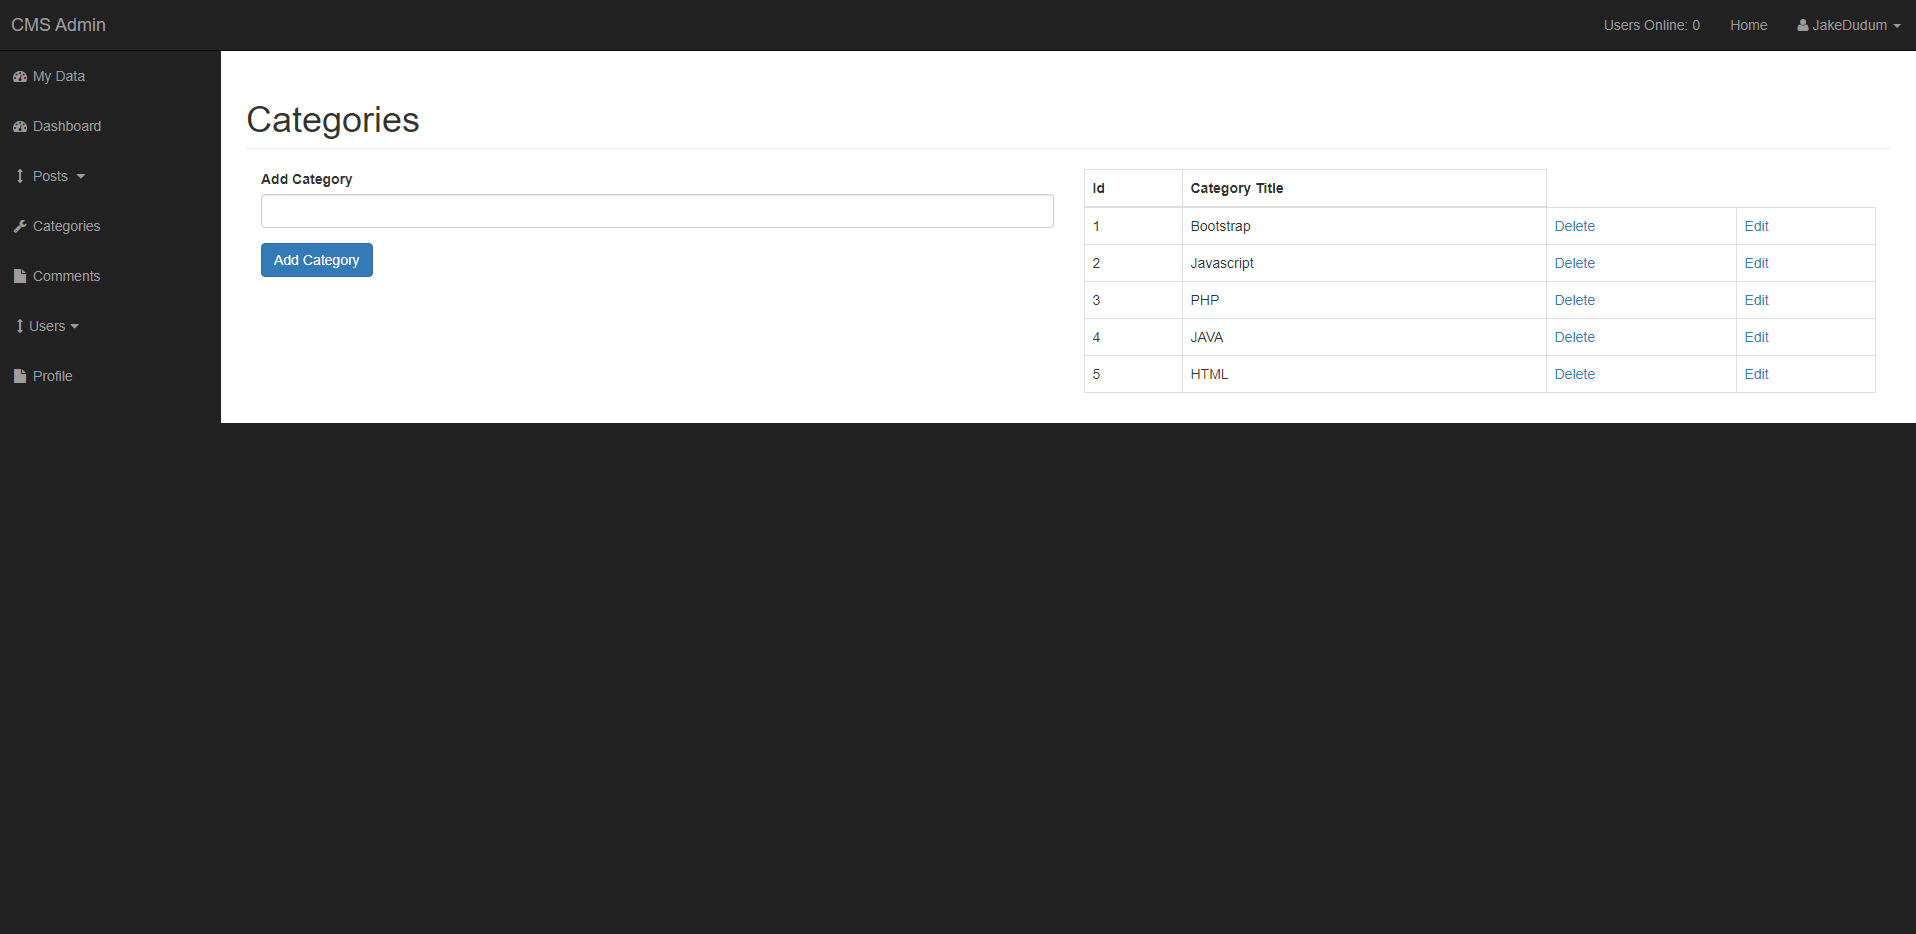 CMS Admin
Users Online: 0 Home JakeDudum
My Data
Dashboard
Posts
Categories
Comments
Users
Profile
Categories
Add Category
Add Category
Id Category Title
1 Bootstrap Delete Edit
2 Javascript Delete Edit
3 PHP Delete Edit
4 JAVA Delete Edit
5 HTML Delete Edit